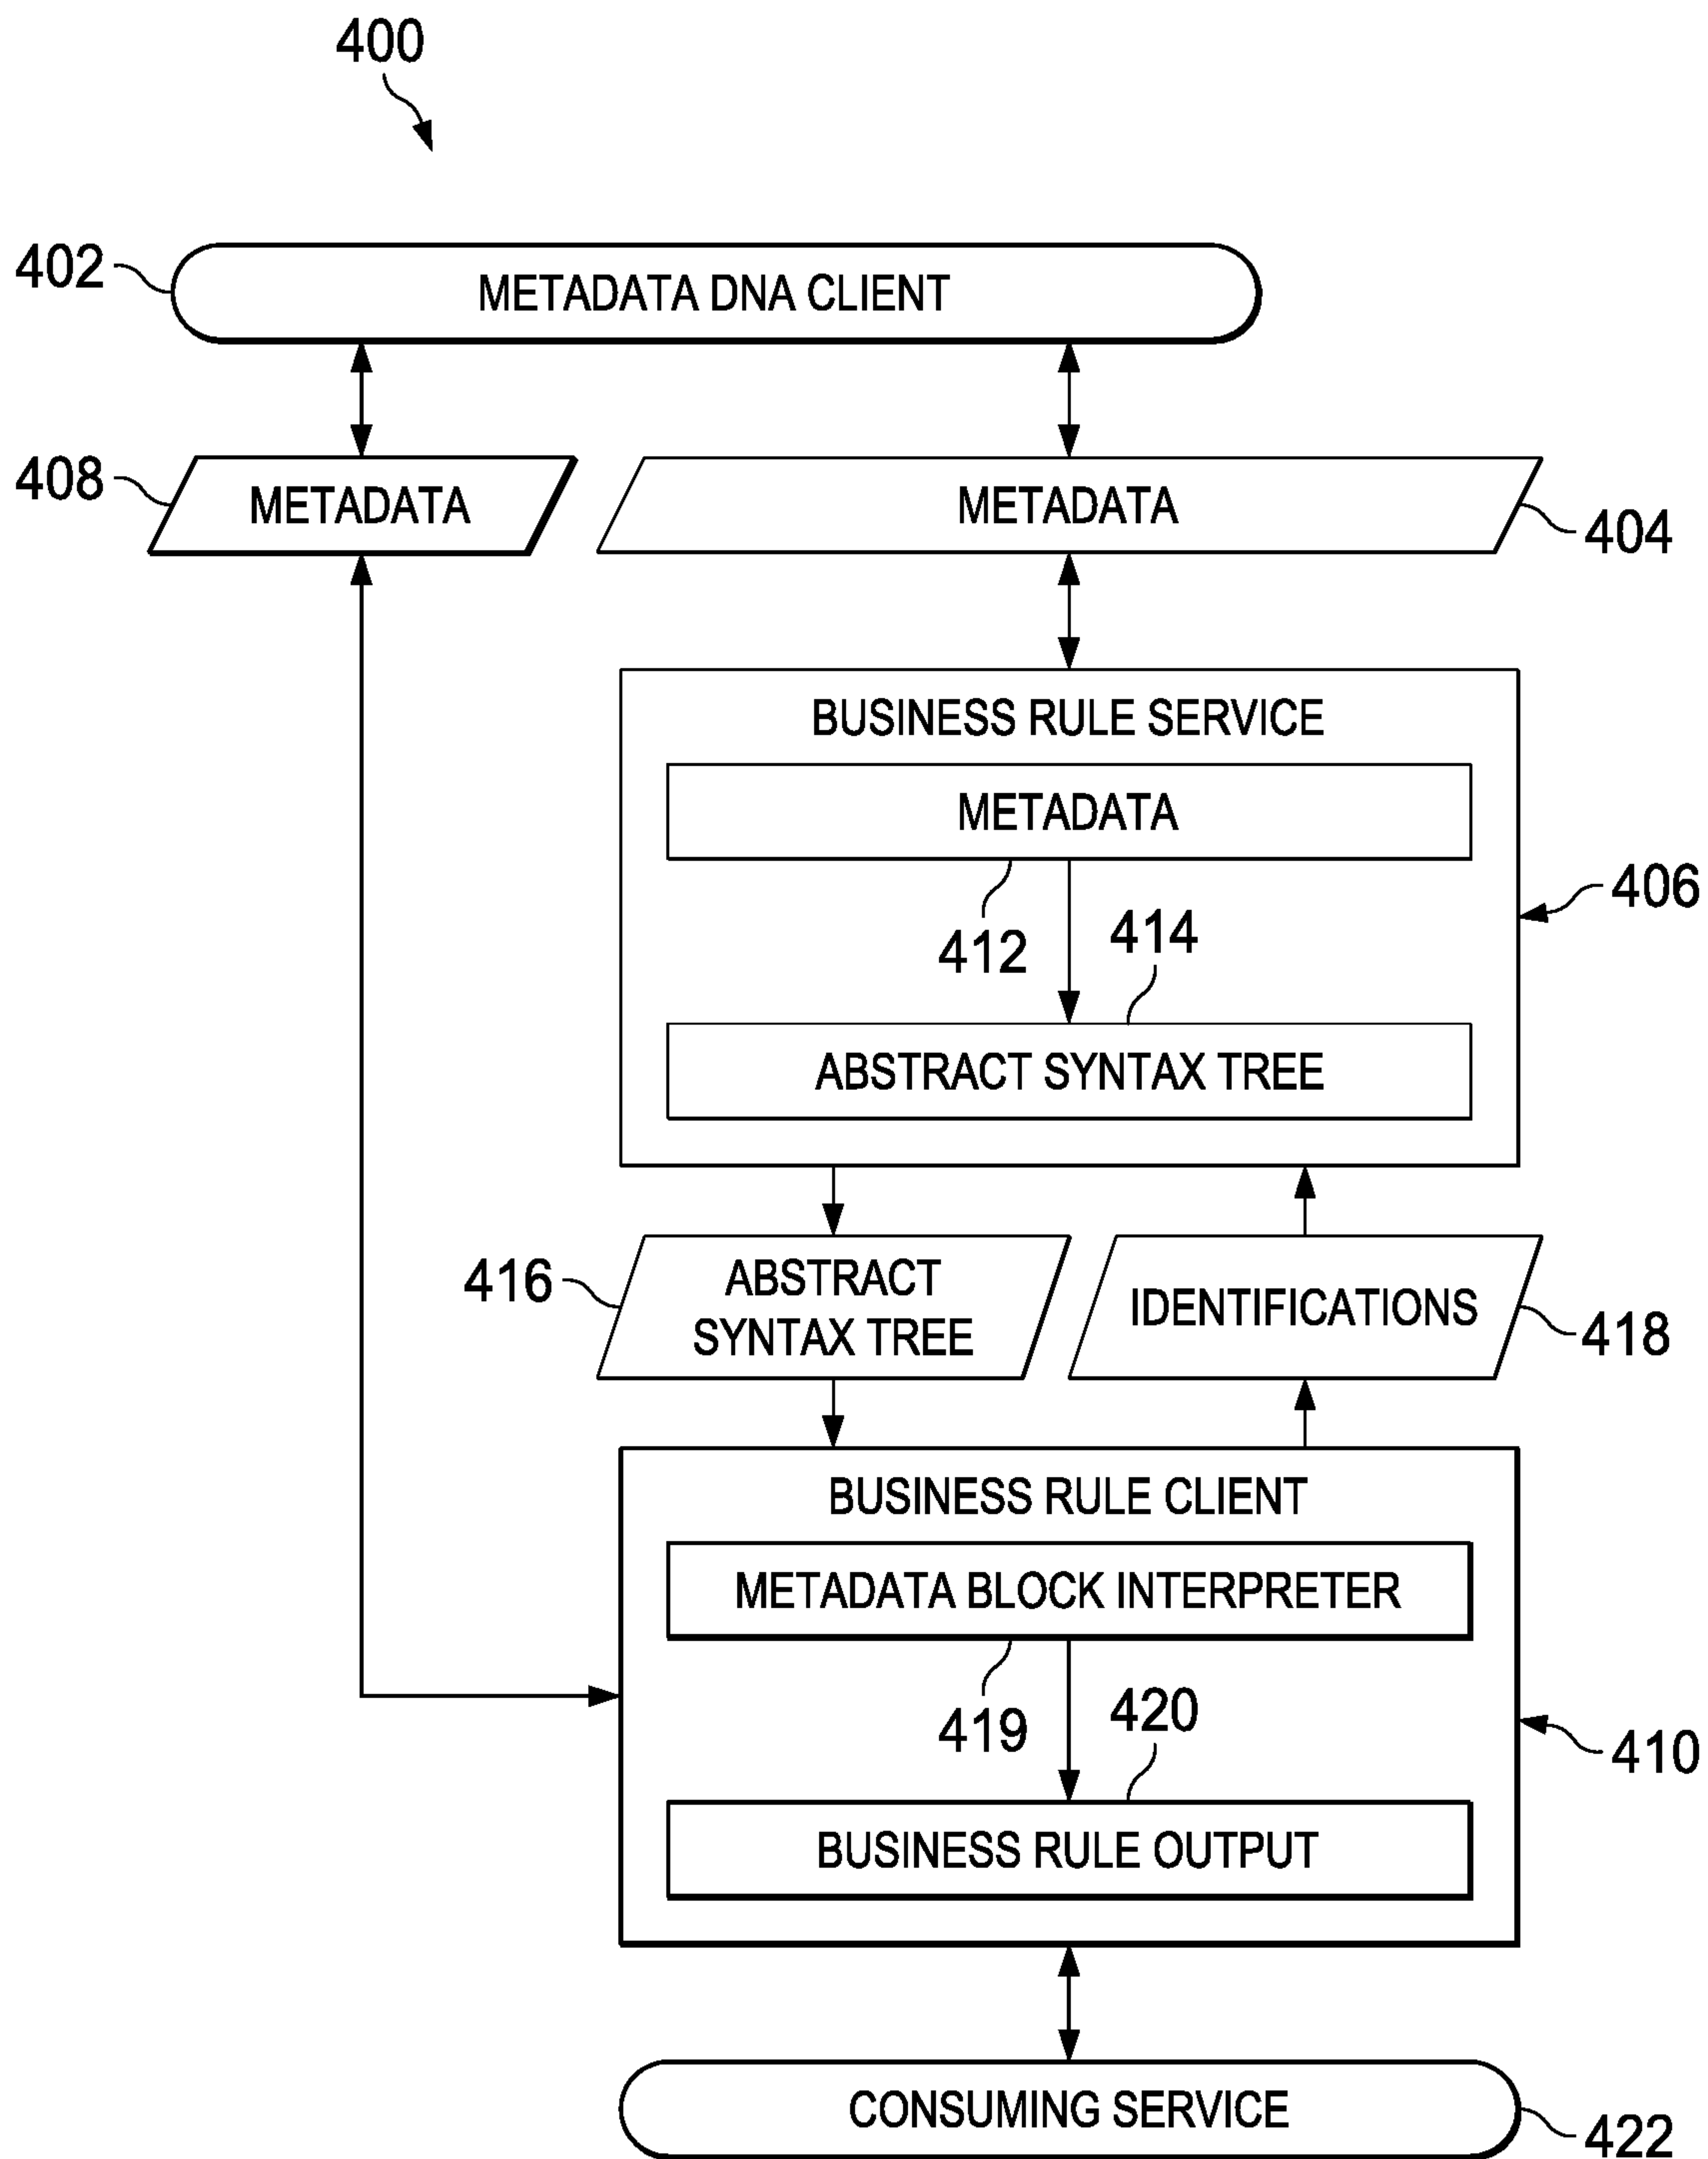 400
402
METADATA DNA CLIENT
408
METADATA
METADATA
404
BUSINESS RULE SERVICE
METADATA
406
412
414
ABSTRACT SYNTAX TREE
416
ABSTRACT
SYNTAX TREE
IDENTIFICATIONS
418
BUSINESS RULE CLIENT
METADATA BLOCK INTERPRETER
419
420
410
BUSINESS RULE OUTPUT
CONSUMING SERVICE
422